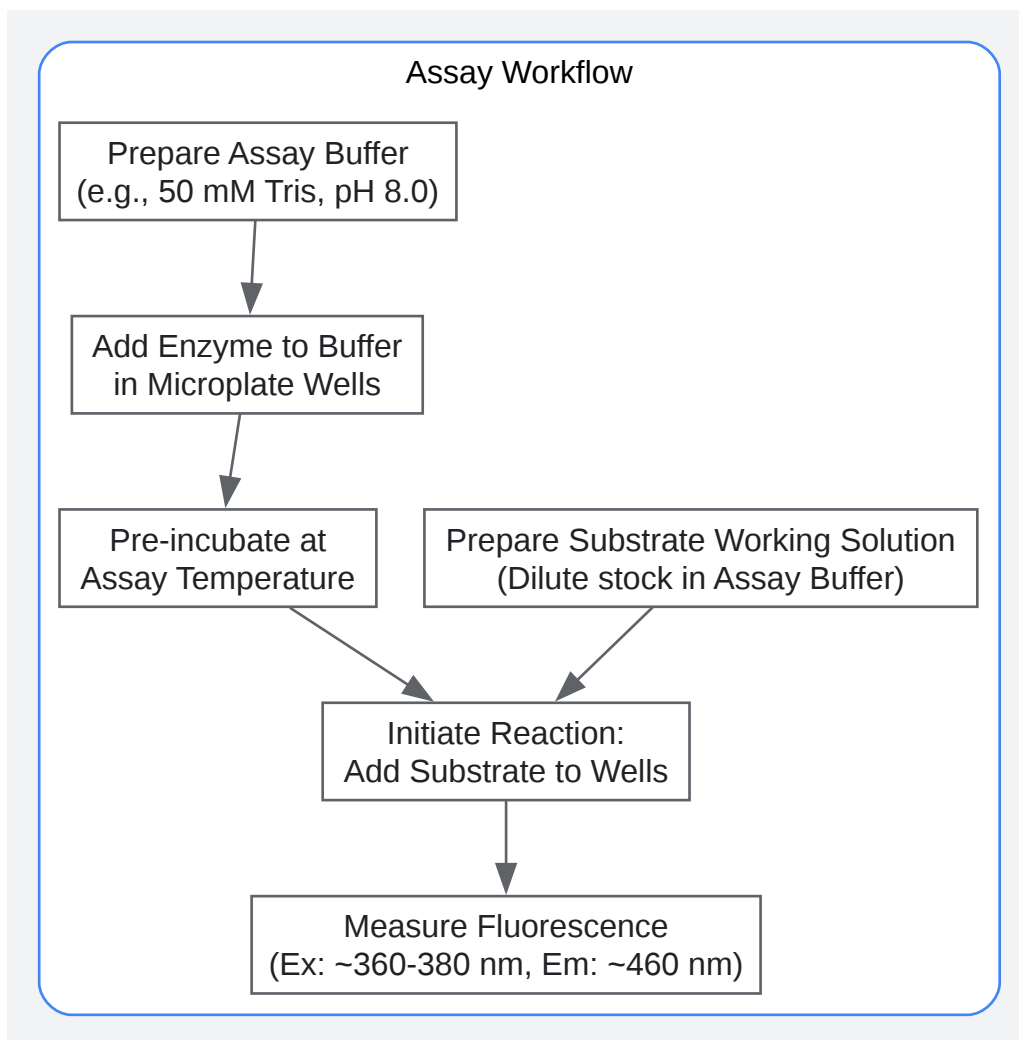 Assay Workflow
Prepare Assay Buffer
(e.g., 50 mM Tris, pH 8.0)
Add Enzyme to Buffer
in Microplate Wells
Pre-incubate at
Assay Temperature
Prepare Substrate Working Solution
(Dilute stock in Assay Buffer)
Initiate Reaction:
Add Substrate to Wells
Measure Fluorescence
(Ex: ~360-380 nm, Em: ~460 nm)